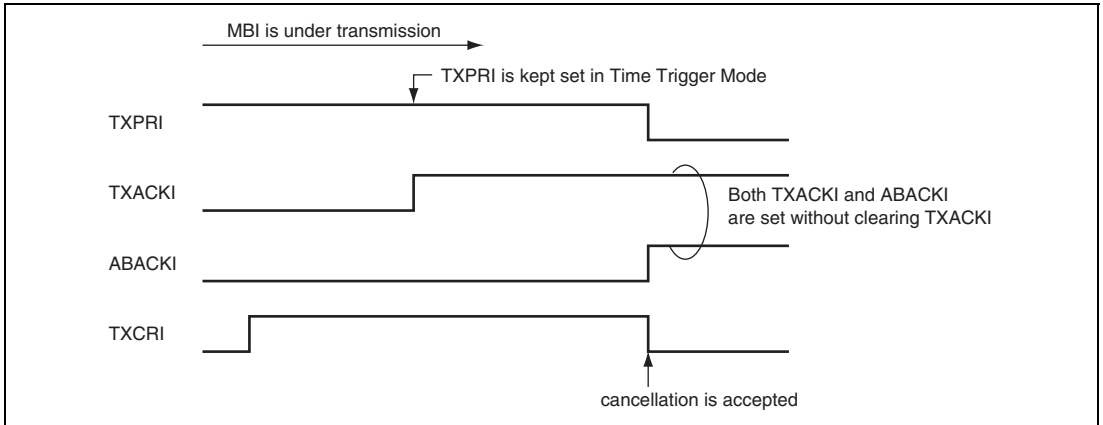 MBI is under transmission
TXPRI is kept set in Time Trigger Mode
TXPRI
TXACKI
Both TXACKI and ABACKI
are set without clearing TXACKI
ABACKI
TXCRI
cancellation is accepted